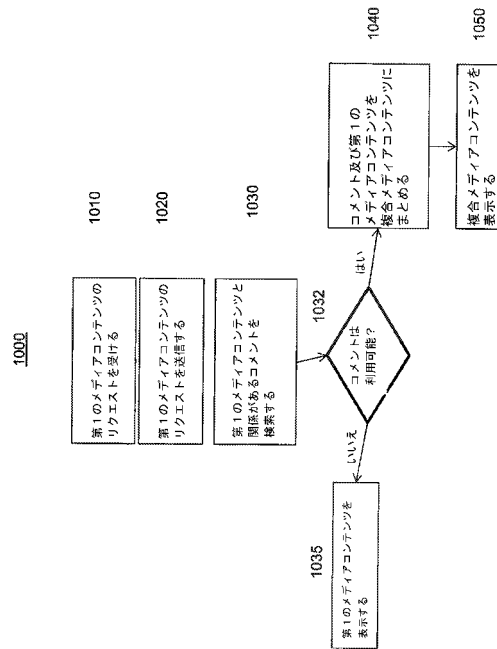 1000
第1のメディアコンテンツの
リクエストを受ける
1010
第1のメディアコンテンツの
リクエストを送信する
1020
第1のメディアコンテンツと
関係があるコメントを
検索する
1030
コメントは
利用可能?
1032
いいえ
はい
第1のメディアコンテンツを
表示する
1035
コメント及び第1の
メディアコンテンツを
複合メディアコンテンツに
まとめる
1040
複合メディアコンテンツを
表示する
1050